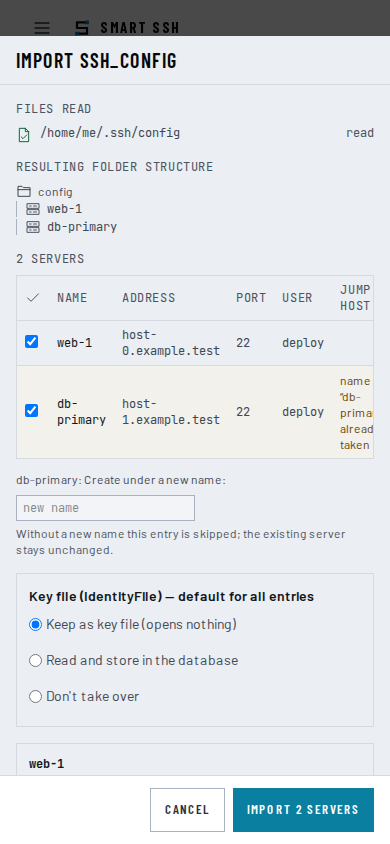 SMART SSH
IMPORT SSH_CONFIG
FILES READ
/home/me/.ssh/config read
RESULTING FOLDER STRUCTURE
config
web-1
db-primary
2 SERVERS
NAME ADDRESS PORT USER JUMP HOST
web-1 host-0.example.test 22 deploy
db-primary host-1.example.test 22 deploy
name
"db-
taken
db-primary: Create under a new name:
new name
Without a new name this entry is skipped; the existing server
stays unchanged.
Key file (IdentityFile) — default for all entries
Keep as key file (opens nothing)
Read and store in the database
Don't take over
web-1
CANCEL IMPORT 2 SERVERS